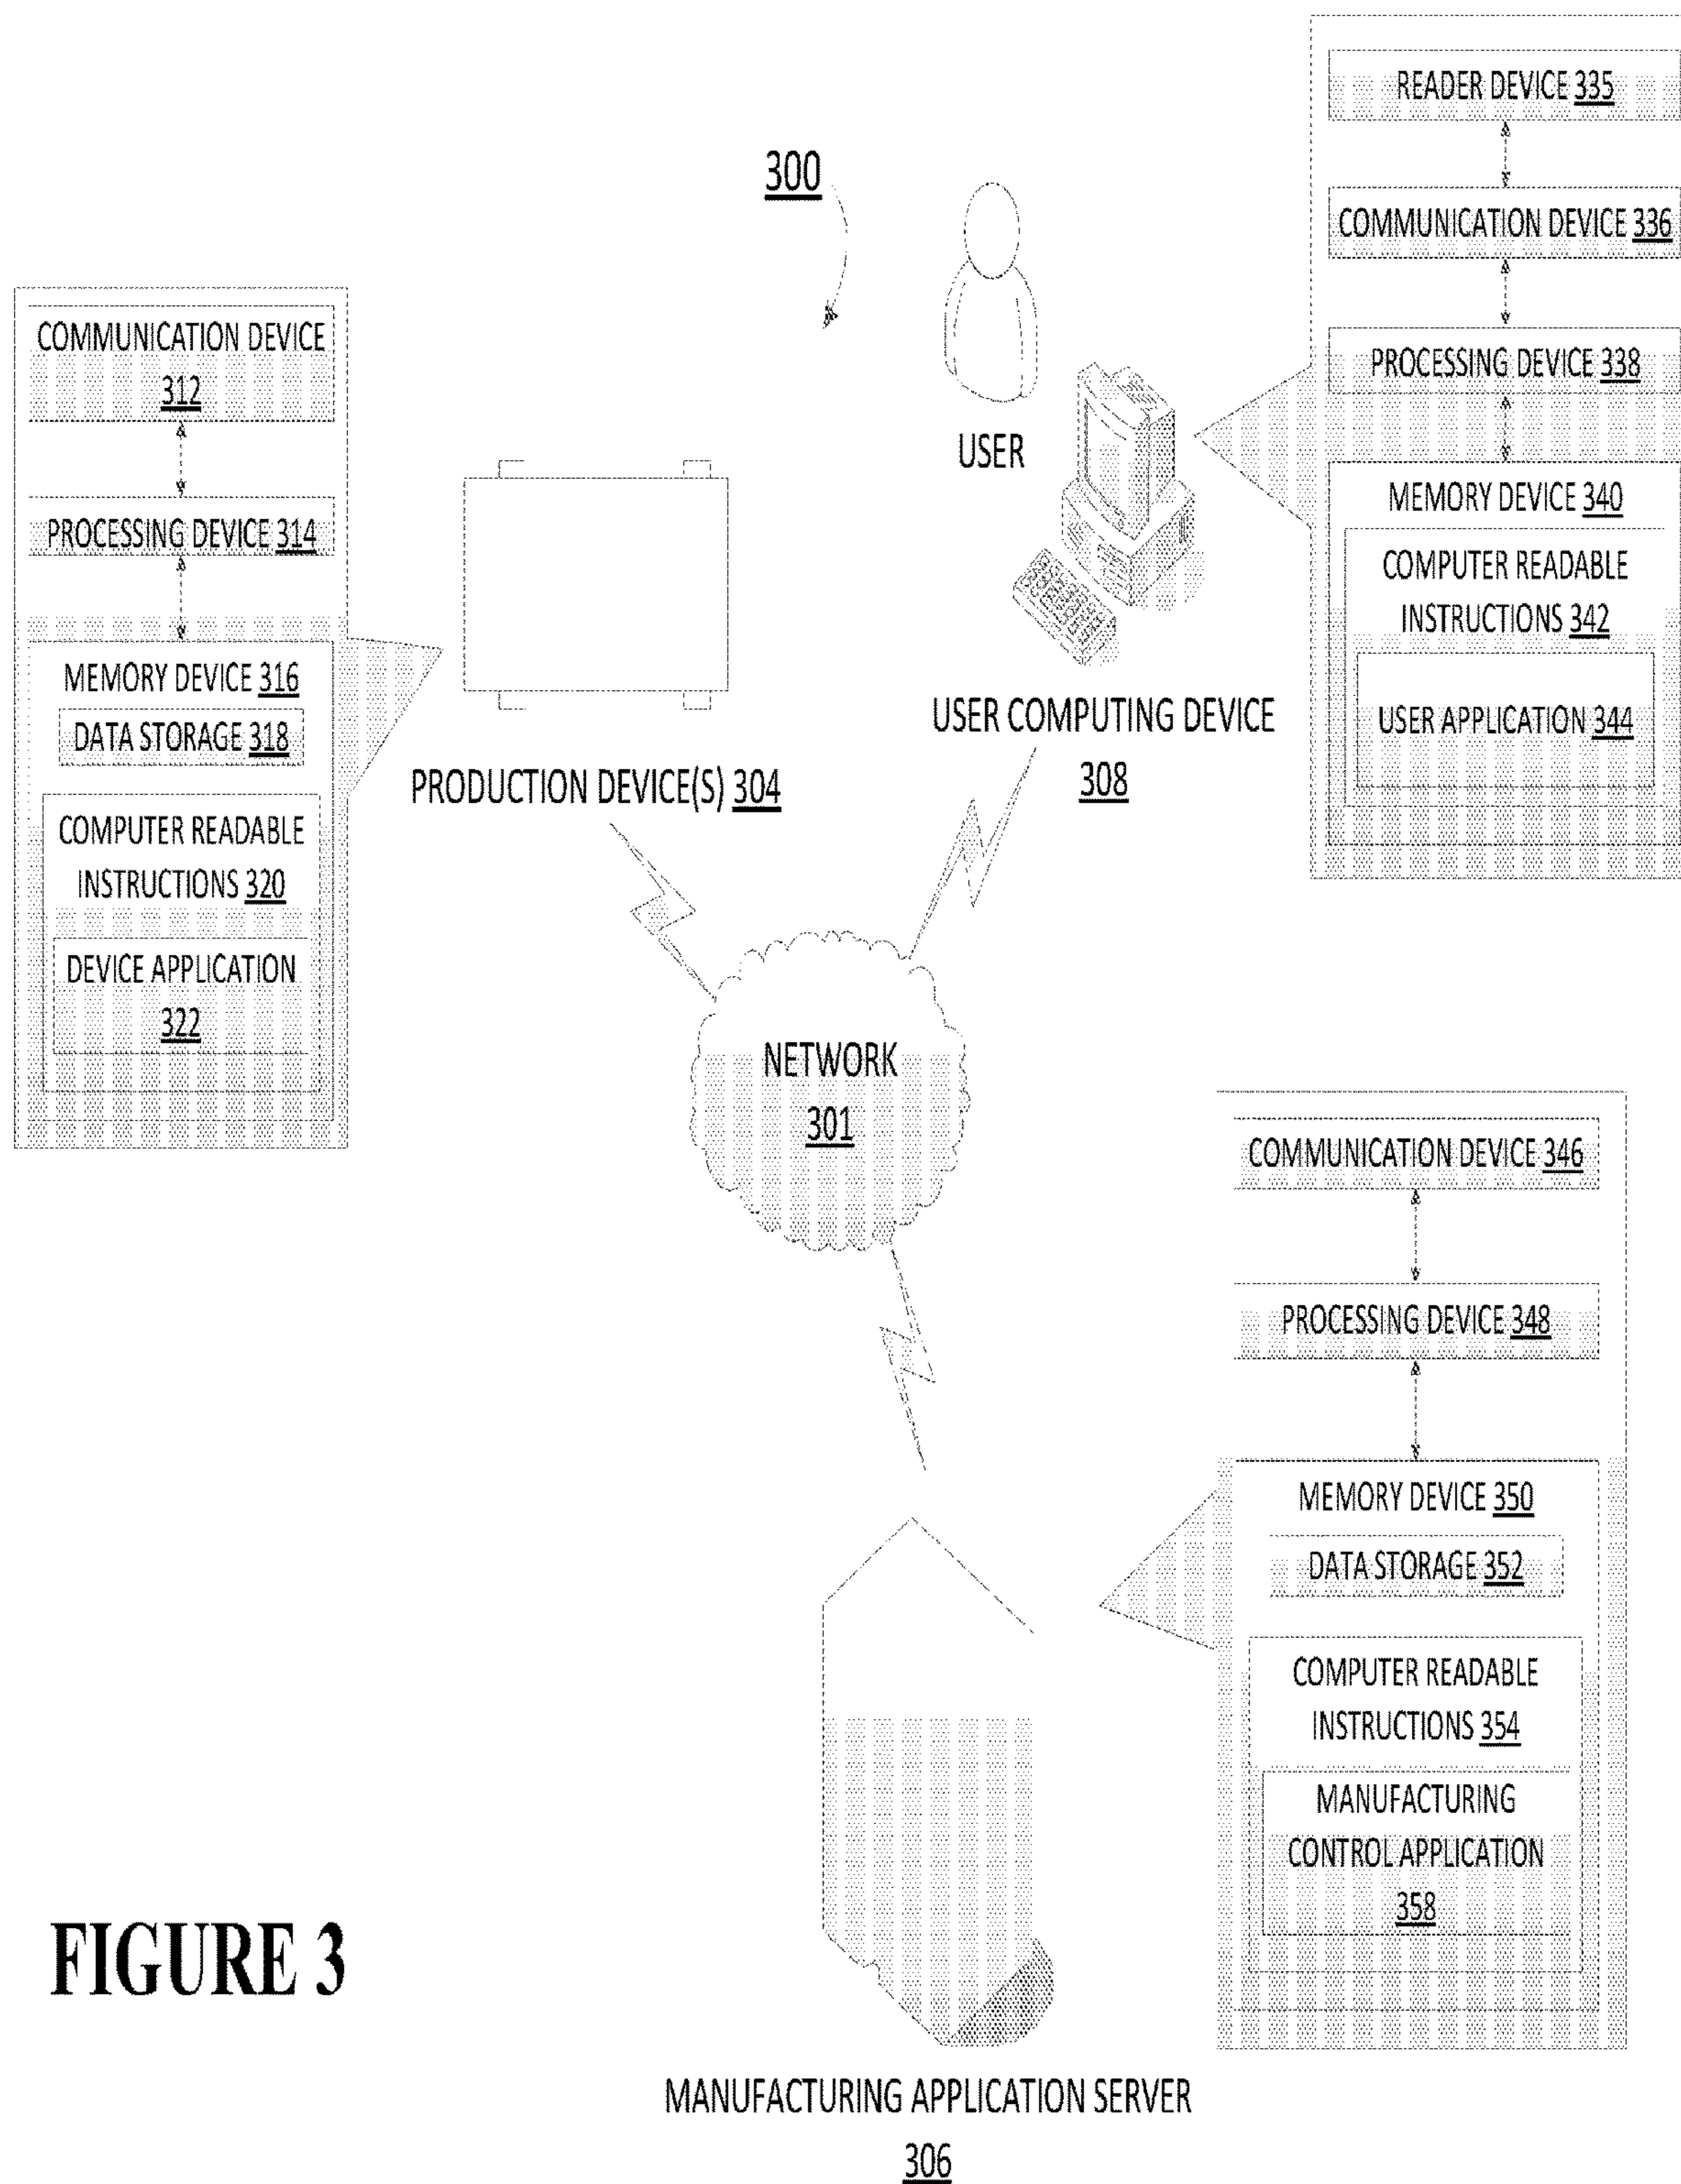 300
READER DEVICE 335
COMMUNICATION DEVICE 336
PROCESSING DEVICE 338
MEMORY DEVICE 340
COMPUTER READABLE
INSTRUCTIONS 342
USER APPLICATION 344
USER
USER COMPUTING DEVICE
308
COMMUNICATION DEVICE
312
PROCESSING DEVICE 314
MEMORY DEVICE 316
DATA STORAGE 318
COMPUTER READABLE
INSTRUCTIONS 320
DEVICE APPLICATION
322
PRODUCTION DEVICE(S) 304
NETWORK
301
COMMUNICATION DEVICE 346
PROCESSING DEVICE 348
MEMORY DEVICE 350
DATA STORAGE 352
COMPUTER READABLE
INSTRUCTIONS 354
MANUFACTURING
CONTROL APPLICATION
358
FIGURE 3
MANUFACTURING APPLICATION SERVER
306